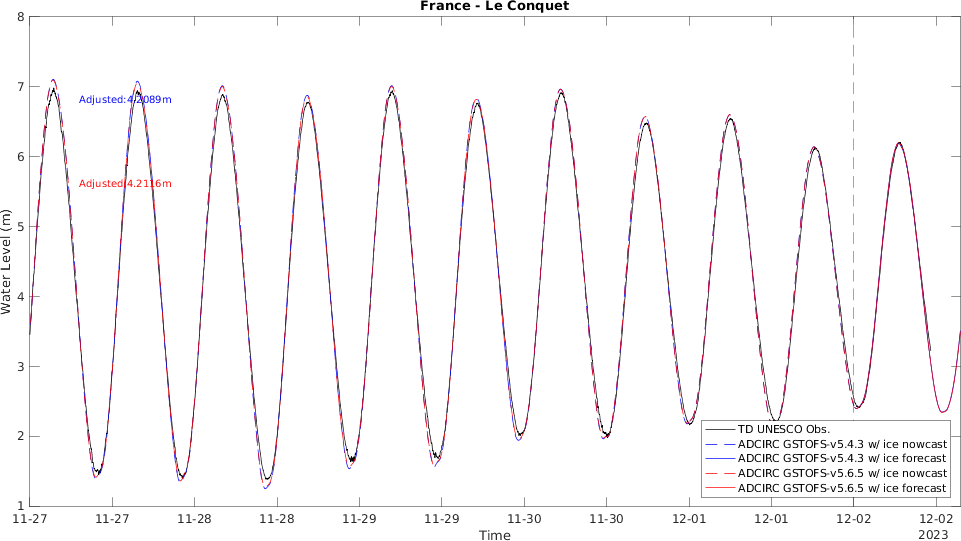 France - Le Conquet
8
7
6
5
4
3
2
1
Water Level (m)
Adjusted:4.2089m
Adjusted:4.2116m
TD UNESCO Obs.
ADCIRC GSTOFS-v5.4.3 w/ ice nowcast
ADCIRC GSTOFS-v5.4.3 w/ ice forecast
ADCIRC GSTOFS-v5.6.5 w/ ice nowcast
ADCIRC GSTOFS-v5.6.5 w/ ice forecast
11-27 11-27 11-28 11-28 11-29 11-29 11-30 11-30 12-01 12-01 12-02 12-02
2023
Time